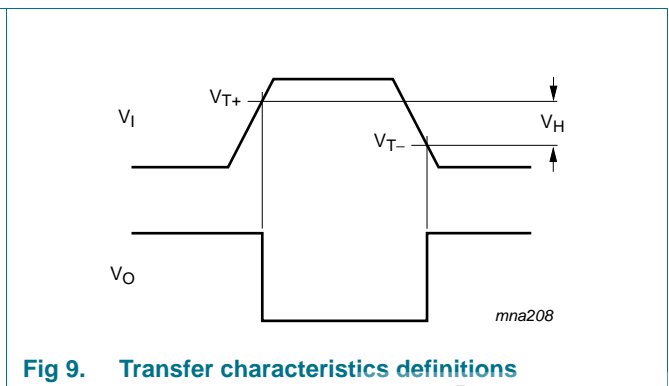 VT+
VI
VH
VT−
VO
mna208
Fig 9. Transfer characteristics definitions